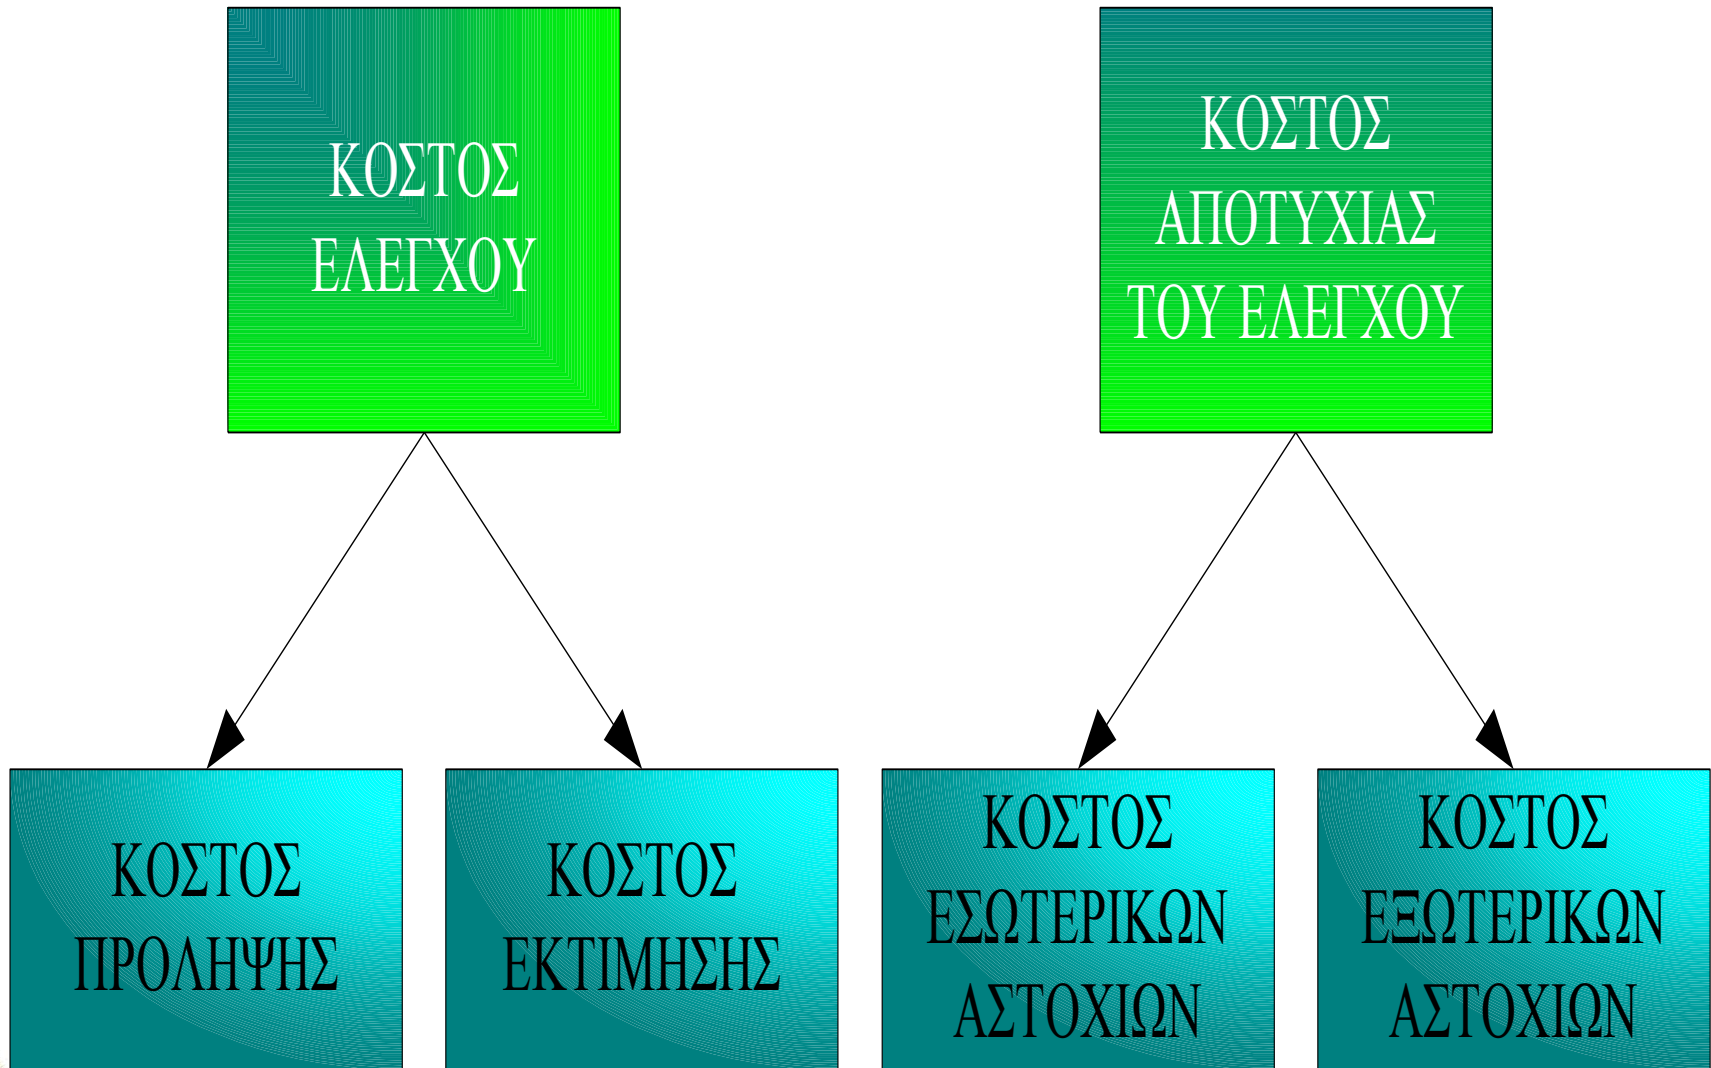 ΚΟΣΤΟΣ
ΕΛΕΓΧΟΥ
ΚΟΣΤΟΣ
ΑΠΟΤΥΧΙΑΣ
ΤΟΥ ΕΛΕΓΧΟΥ
ΚΟΣΤΟΣ
ΠΡΟΛΗΨΗΣ
ΚΟΣΤΟΣ
ΕΚΤΙΜΗΣΗΣ
ΚΟΣΤΟΣ
ΕΣΩΤΕΡΙΚΩΝ
ΑΣΤΟΧΙΩΝ
ΚΟΣΤΟΣ
ΕΞΩΤΕΡΙΚΩΝ
ΑΣΤΟΧΙΩΝ